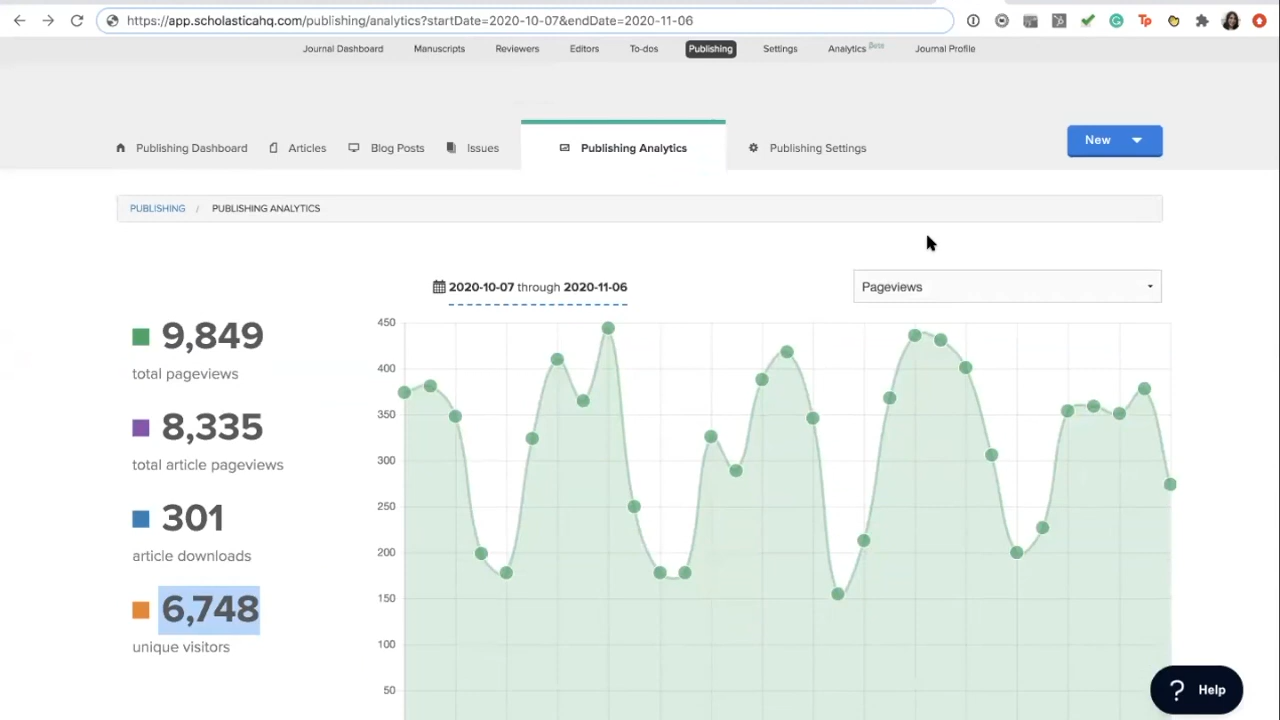 https://app.scholasticahq.com/publishing/analytics?startDate=2020-10-07&endDate=2020-11-06
Journal Dashboard Manuscripts Reviewers Editors To-dos Publishing Settings Analytics Beta Journal Profile
Publishing Dashboard Articles Blog Posts Issues Publishing Analytics Publishing Settings New
PUBLISHING / PUBLISHING ANALYTICS
2020-10-07 through 2020-11-06 Pageviews
9,849
total pageviews
8,335
total article pageviews
301
article downloads
6,748
unique visitors
450
400
350
300
250
200
150
100
50
? Help